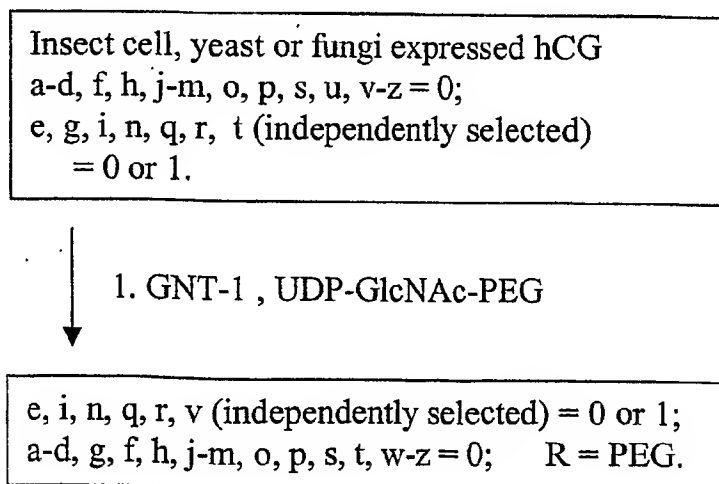 Insect cell, yeast or fungi expressed hCG
a-d, f, h, j-m, o, p, s, u, v-z = 0;
e, g, i, n, q, r, t (independently selected)
= 0 or 1.
1. GNT-1 , UDP-GlcNAc-PEG
e, i, n, q, r, v (independently selected) = 0 or 1;
a-d, g, f, h, j-m, o, p, s, t, w-z = 0; R = PEG.